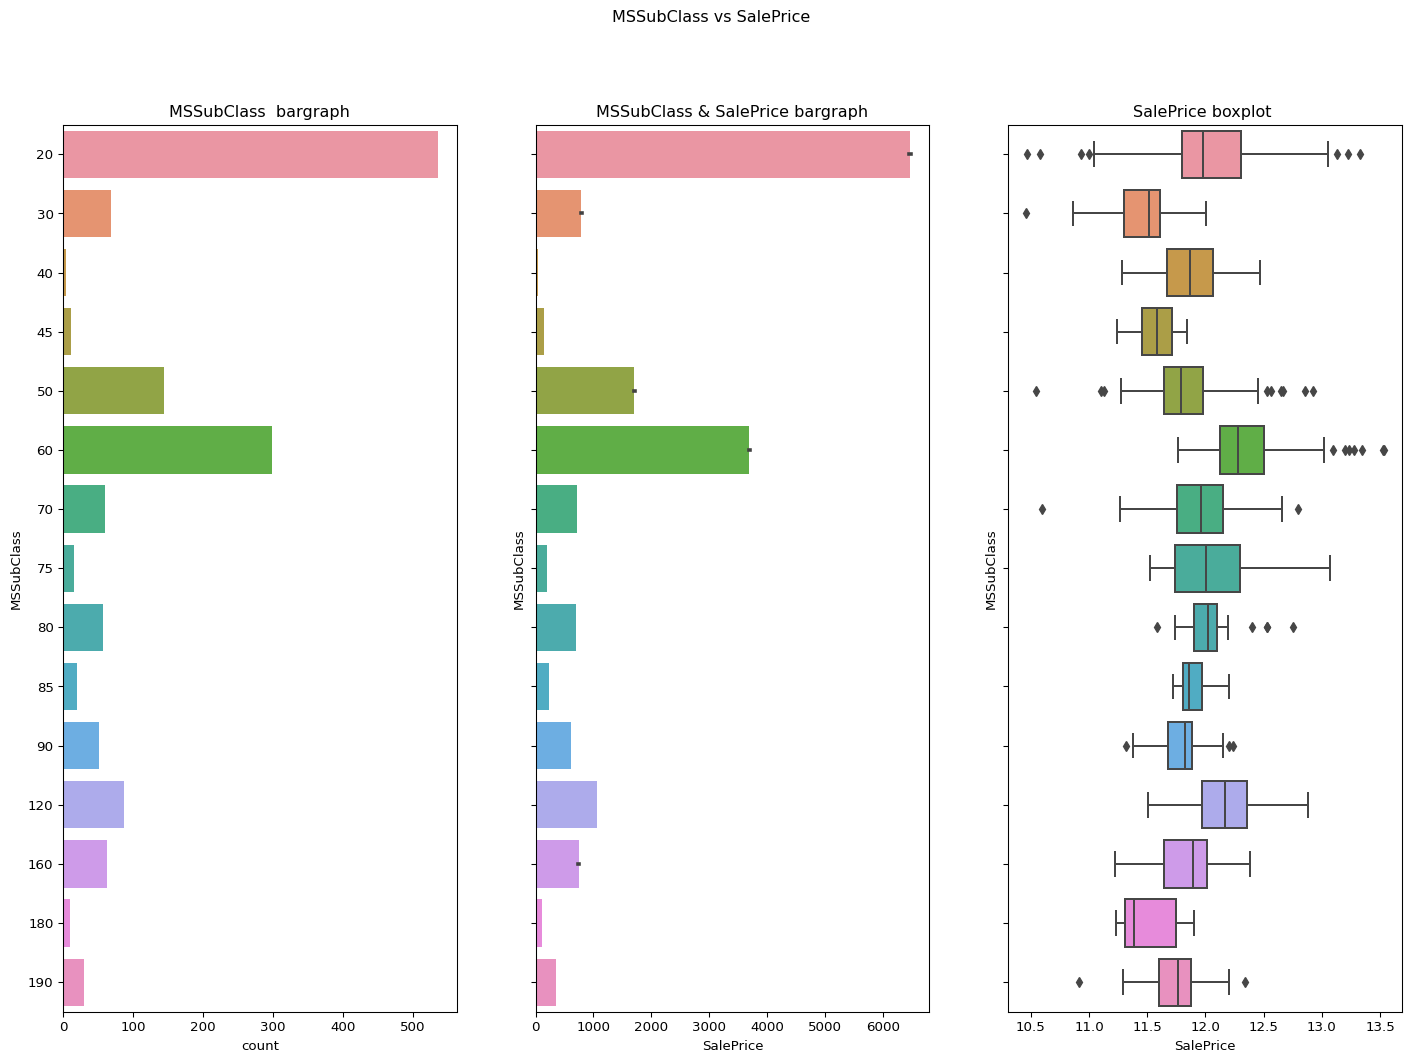 MSSubClass vs SalePrice
MSSubClass  bargraph
MSSubClass & SalePrice bargraph
SalePrice boxplot
20
30
40
45
50
60
70
75
80
85
90
120
160
180
190
MSSubClass
MSSubClass
MSSubClass
0 100 200 300 400 500
0 1000 2000 3000 4000 5000 6000
10.5 11.0 11.5 12.0 12.5 13.0 13.5
count
SalePrice
SalePrice